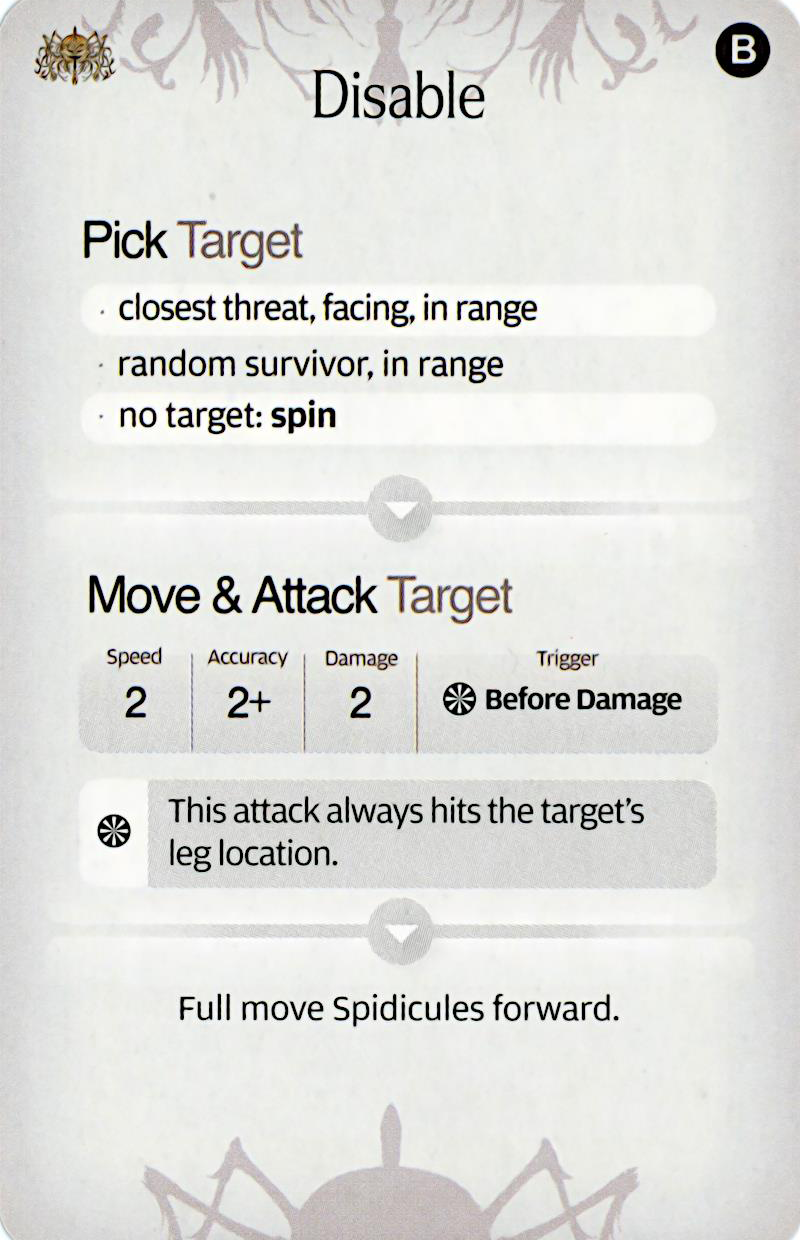 B
Disable
Pick Target
· closest threat, facing, in range
· random survivor, in range
· no target: spin
Move & Attack Target
Speed Accuracy Damage Trigger
2 2+ 2 Before Damage
This attack always hits the target's
leg location.
Full move Spidicules forward.